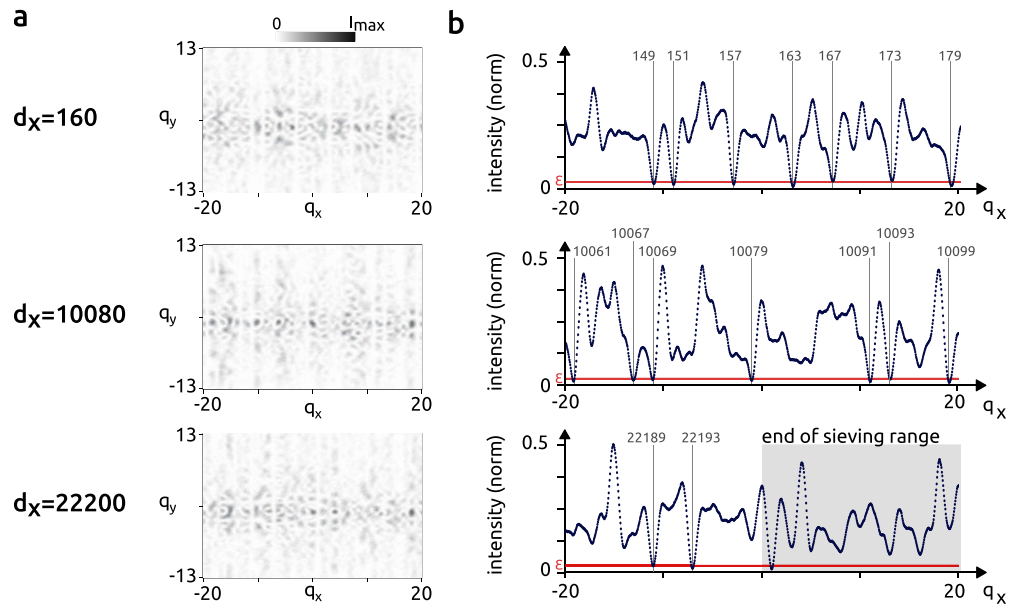 a
0 Imax
13
dx=160
qy
-13
-20 qx 20
13
dx=10080
qy
-13
-20 qx 20
13
dx=22200
qy
-13
-20 qx 20
b
149 151 157 163 167 173 179
0.5
intensity (norm)
ε
0
-20 20 qx
10067 10093
10061 10069 10079 10091 10099
0.5
intensity (norm)
ε
0
-20 20 qx
end of sieving range
22189 22193
0.5
intensity (norm)
ε
0
-20 20 qx